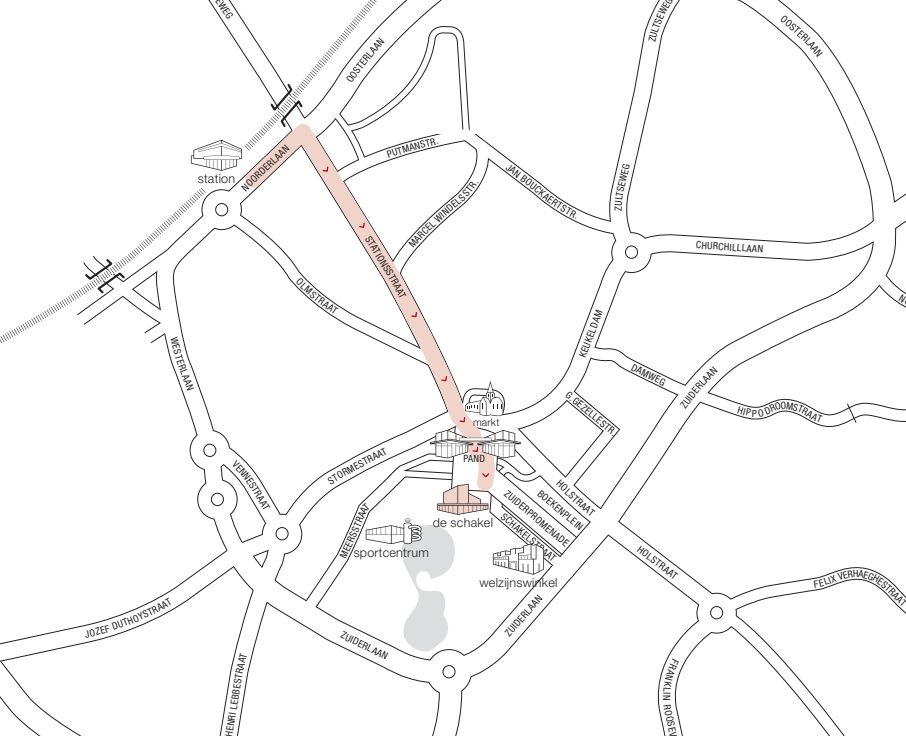 EWEG
OOSTERLAAN
ZULTSEWEG
OOSTERLAAN
station
NOORDERLAAN
PUTMANSTR.
JAN BOUCKAERTSTR.
MARCEL WINDELSSTR.
ZULTSEWEG
CHURCHILLLAAN
STATIONSSTRAAT
OLMSTRAAT
WESTERLAAN
KEUKELDAM
DAMWEG
ZUIDERLAAN
HIPPODROOMSTRAAT
G.GEZELLESTR.
markt
PAND
STORMESTRAAT
VENNESTRAAT
HOLSTRAAT
BOEKENPLEIN
ZUIDERPROMENADE
SCHAKELSTRAAT
de schakel
MEERSSTRAAT
sportcentrum
welzijnswinkel
HOLSTRAAT
FELIX VERHAEGHESTRAAT
JOZEF DUTHOYSTRAAT
ZUIDERLAAN
ZUIDERLAAN
HENRI LEBBESTRAAT
FRANKLIN ROOSEV